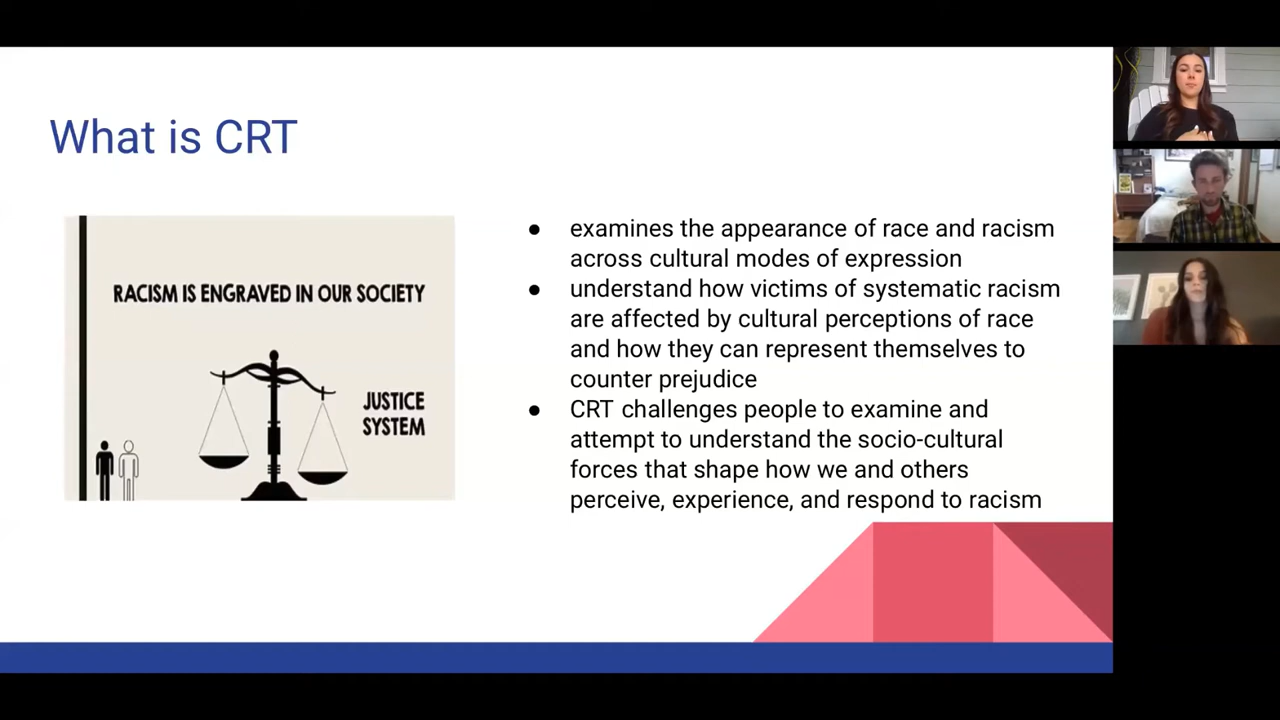 What is CRT
RACISM IS ENGRAVED IN OUR SOCIETY
JUSTICE
SYSTEM
● examines the appearance of race and racism
across cultural modes of expression
● understand how victims of systematic racism
are affected by cultural perceptions of race
and how they can represent themselves to
counter prejudice
● CRT challenges people to examine and
attempt to understand the socio-cultural
forces that shape how we and others
perceive, experience, and respond to racism